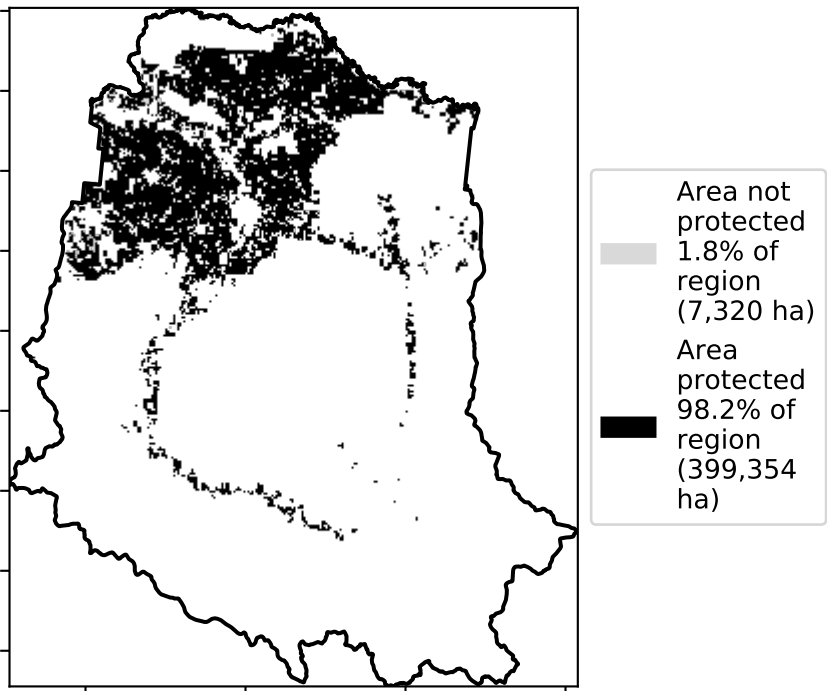 Area not
protected
1.8% of
region
(7,320 ha)
Area
protected
98.2% of
region
(399,354
ha)